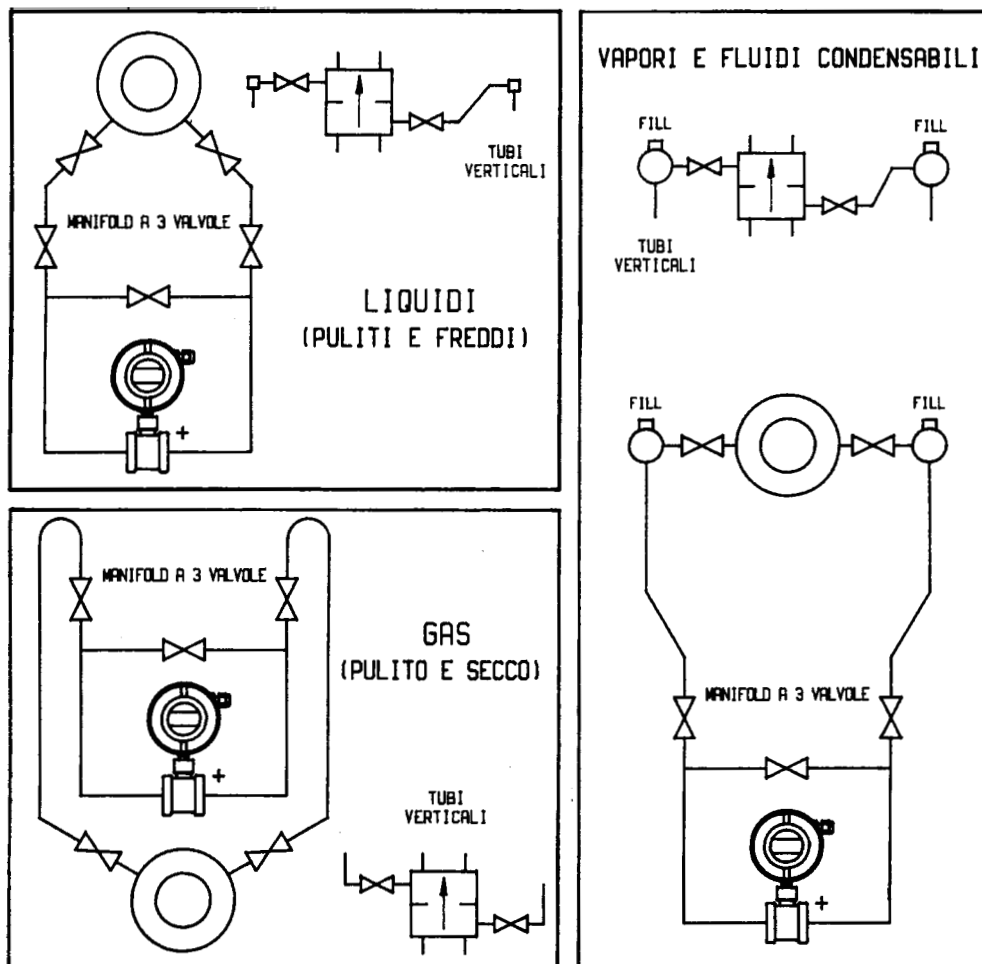 TUBI
VERTICALI
MANIFOLD A 3 VALVOLE
LIQUIDI
(PULITI E FREDDI)
+
MANIFOLD A 3 VALVOLE
GAS
(PULITO E SECCO)
+
TUBI
VERTICALI
VAPORI E FLUIDI CONDENSABILI
FILL
FILL
TUBI
VERTICALI
FILL
FILL
MANIFOLD A 3 VALVOLE
+